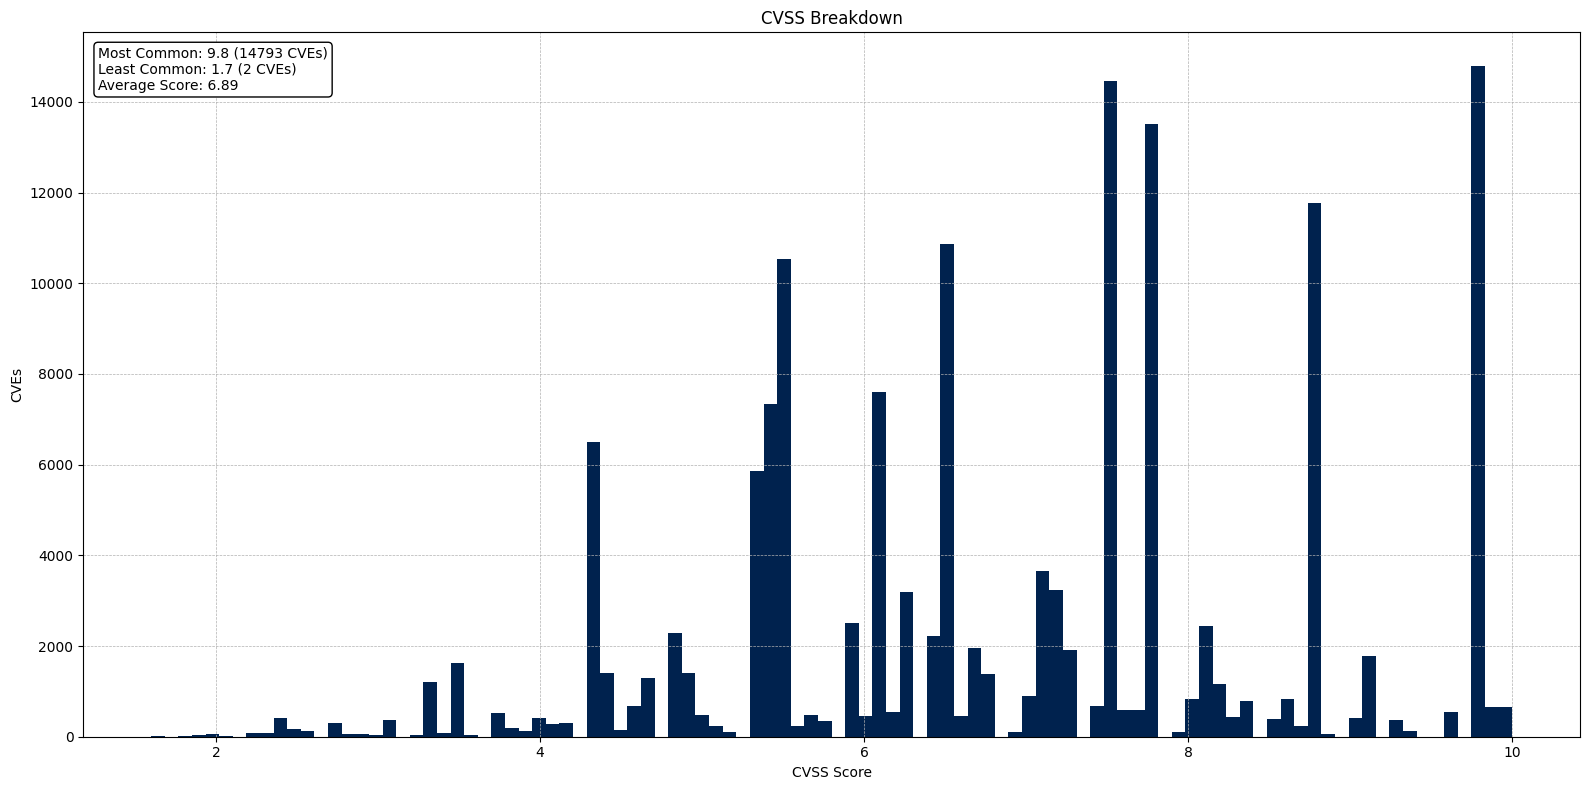 CVSS Breakdown
Most Common: 9.8 (14793 CVEs)
Least Common: 1.7 (2 CVEs)
Average Score: 6.89
14000
12000
10000
8000
6000
4000
2000
0
CVEs
2
4
6
8
10
CVSS Score